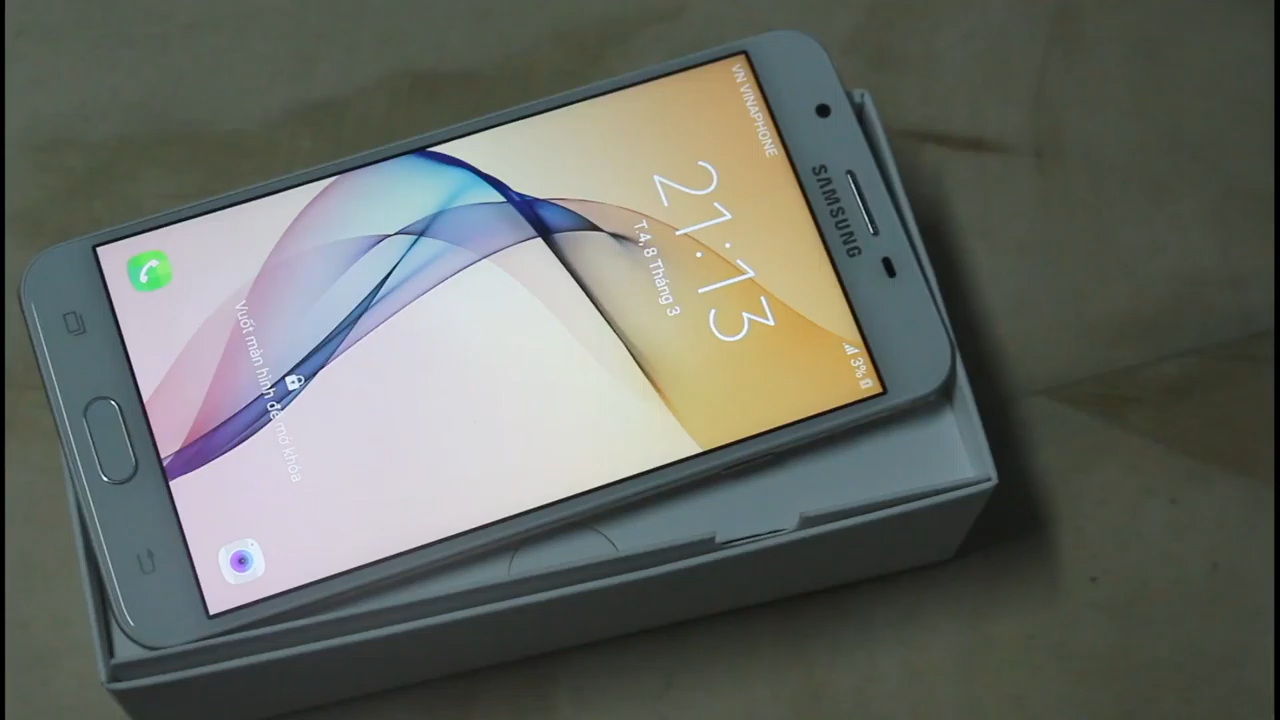 SAMSUNG
VN VINAPHONE
3%
21:13
T.4, 8 Tháng 3
Vuốt màn hình để mở khóa